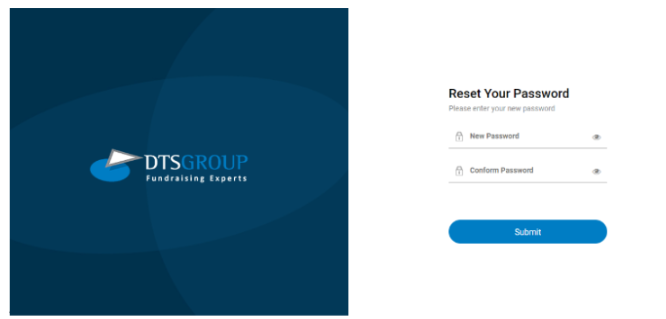 DTSGROUP
Fundraising Experts
Reset Your Password
Please enter your new password
New Password
Conform Password
Submit